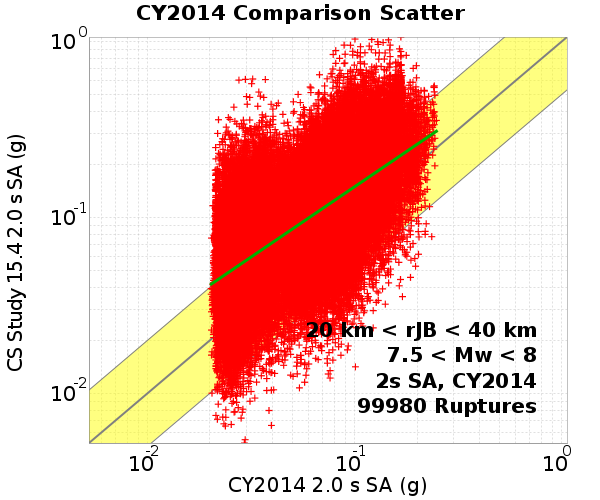 CY2014 Comparison Scatter
10^0
10^-1
10^-2
CS Study 15.4 2.0 s SA (g)
20 km < rJB < 40 km
7.5 < Mw < 8
2s SA, CY2014
99980 Ruptures
10^-2 10^-1 10^0
CY2014 2.0 s SA (g)